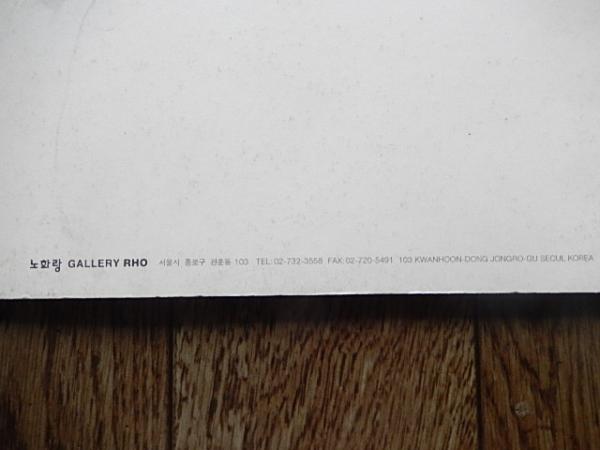 노화랑 GALLERY RHO 서울시 종로구 관훈동 103 TEL:02-732-3558 FAX:02-720-5491 103 KWANHOON-DONG JONGRO-GU SEOUL KOREA